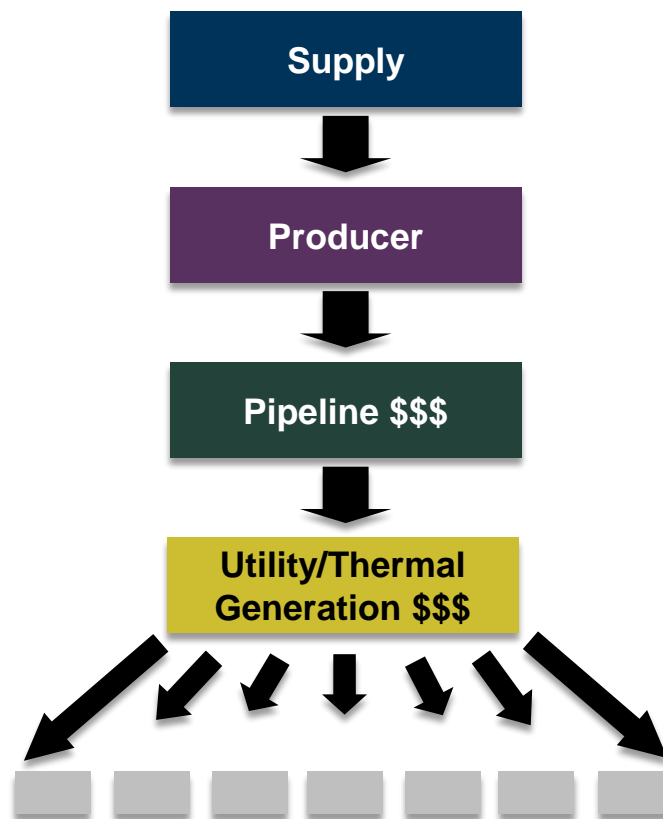 Supply
Producer
Pipeline $$$
Utility/Thermal
Generation $$$